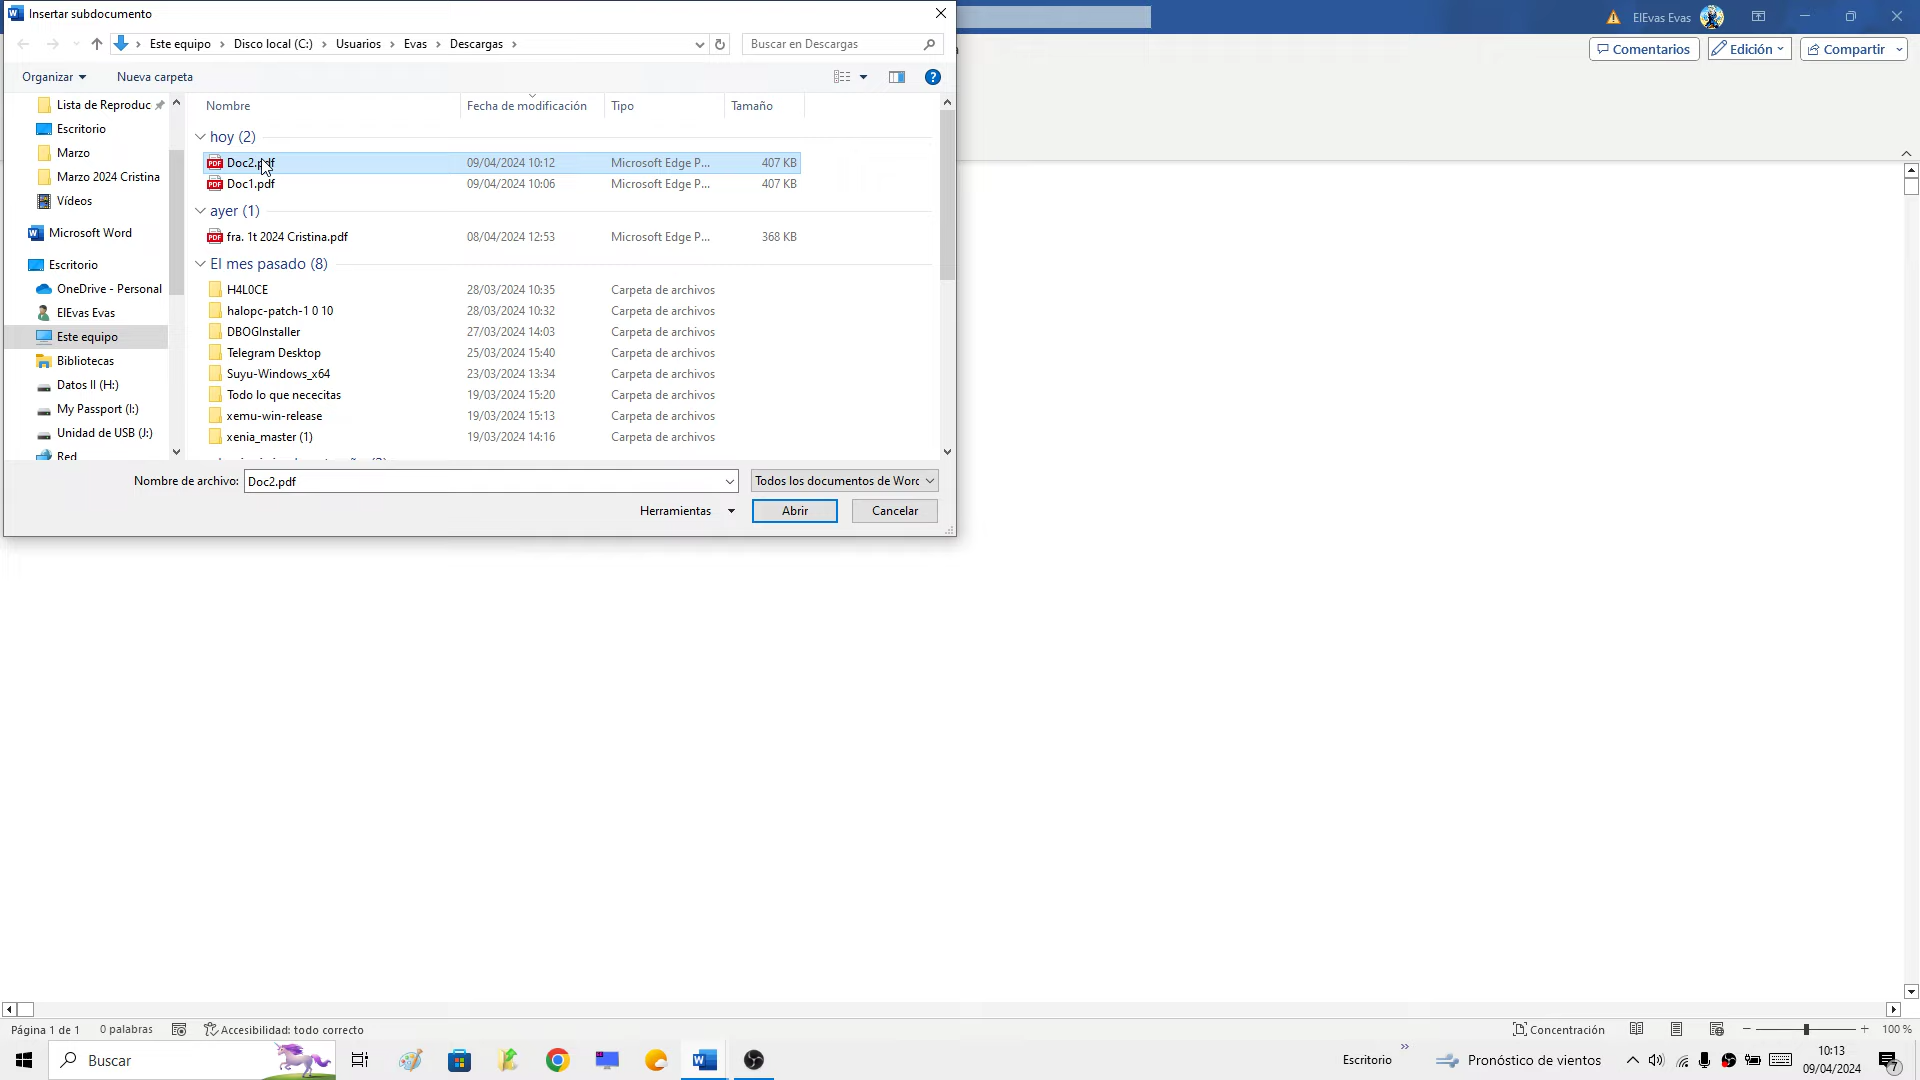 Insertar subdocumento
ElEvas Evas
Este equipo
Disco local (C:)
Usuarios
Evas
Descargas
Buscar en Descargas
Comentarios
Edición
Compartir
Organizar
Nueva carpeta
Nombre
Fecha de modificación
Tipo
Tamaño
Lista de Reproduc
Escritorio
Marzo
Marzo 2024 Cristina
Vídeos
Microsoft Word
Escritorio
OneDrive - Personal
ElEvas Evas
Este equipo
Bibliotecas
Datos II (H:)
My Passport (I:)
Unidad de USB (J:)
Red
hoy (2)
Doc2.pdf 09/04/2024 10:12 Microsoft Edge P... 407 KB
Doc1.pdf 09/04/2024 10:06 Microsoft Edge P... 407 KB
ayer (1)
fra. 1t 2024 Cristina.pdf 08/04/2024 12:53 Microsoft Edge P... 368 KB
El mes pasado (8)
H4L0CE 28/03/2024 10:35 Carpeta de archivos
halopc-patch-1 0 10 28/03/2024 10:32 Carpeta de archivos
DBOGInstaller 27/03/2024 14:03 Carpeta de archivos
Telegram Desktop 25/03/2024 15:40 Carpeta de archivos
Suyu-Windows_x64 23/03/2024 13:34 Carpeta de archivos
Todo lo que nececitas 19/03/2024 15:20 Carpeta de archivos
xemu-win-release 19/03/2024 15:13 Carpeta de archivos
xenia_master (1) 19/03/2024 14:16 Carpeta de archivos
Nombre de archivo: Doc2.pdf
Todos los documentos de Worc
Herramientas
Abrir
Cancelar
Página 1 de 1
0 palabras
Accesibilidad: todo correcto
Concentración
100 %
Buscar
Escritorio
Pronóstico de vientos
10:13
09/04/2024
7